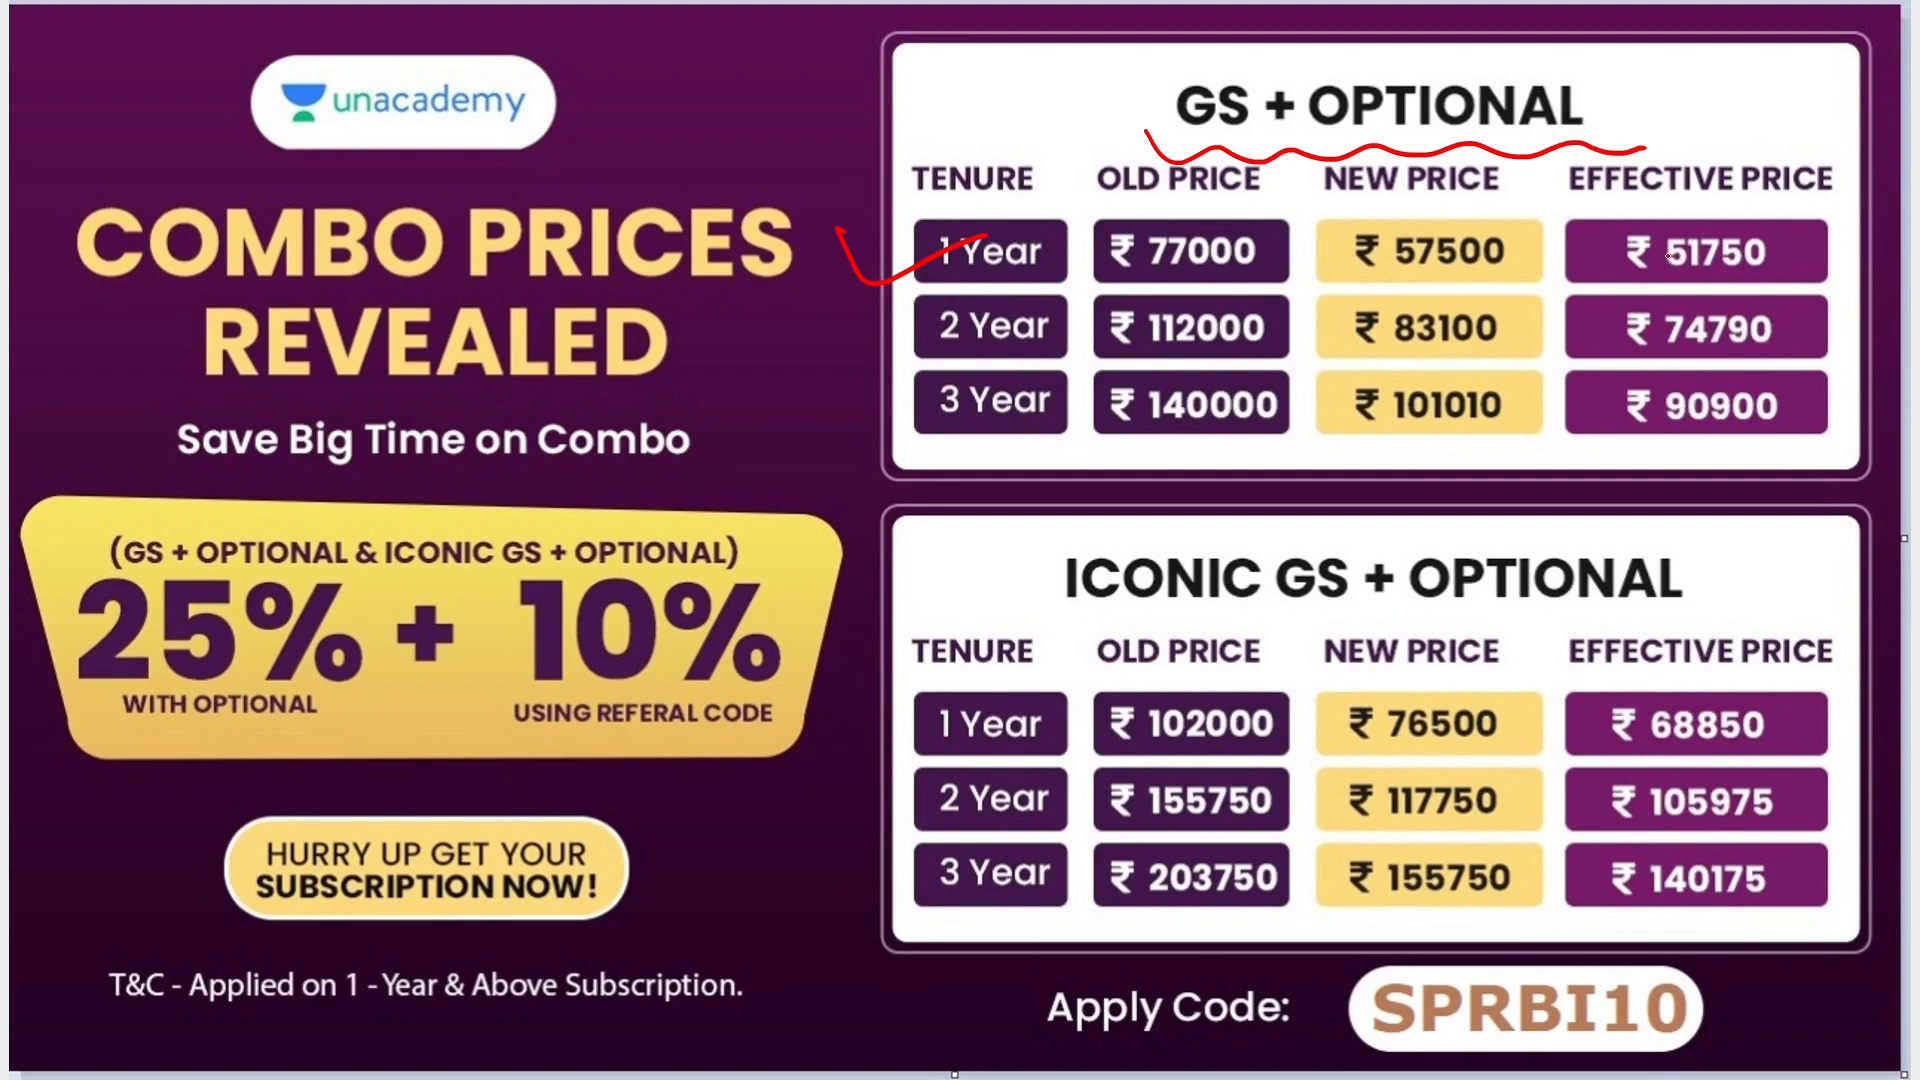 unacademy
COMBO PRICES
REVEALED
Save Big Time on Combo
(GS + OPTIONAL & ICONIC GS + OPTIONAL)
25% + 10%
WITH OPTIONAL USING REFERAL CODE
HURRY UP GET YOUR
SUBSCRIPTION NOW!
T&C - Applied on 1 - Year & Above Subscription.
GS + OPTIONAL
TENURE OLD PRICE NEW PRICE EFFECTIVE PRICE
1 Year ₹ 77000 ₹ 57500 ₹ 51750
2 Year ₹ 112000 ₹ 83100 ₹ 74790
3 Year ₹ 140000 ₹ 101010 ₹ 90900
ICONIC GS + OPTIONAL
TENURE OLD PRICE NEW PRICE EFFECTIVE PRICE
1 Year ₹ 102000 ₹ 76500 ₹ 68850
2 Year ₹ 155750 ₹ 117750 ₹ 105975
3 Year ₹ 203750 ₹ 155750 ₹ 140175
Apply Code: SPRBI10